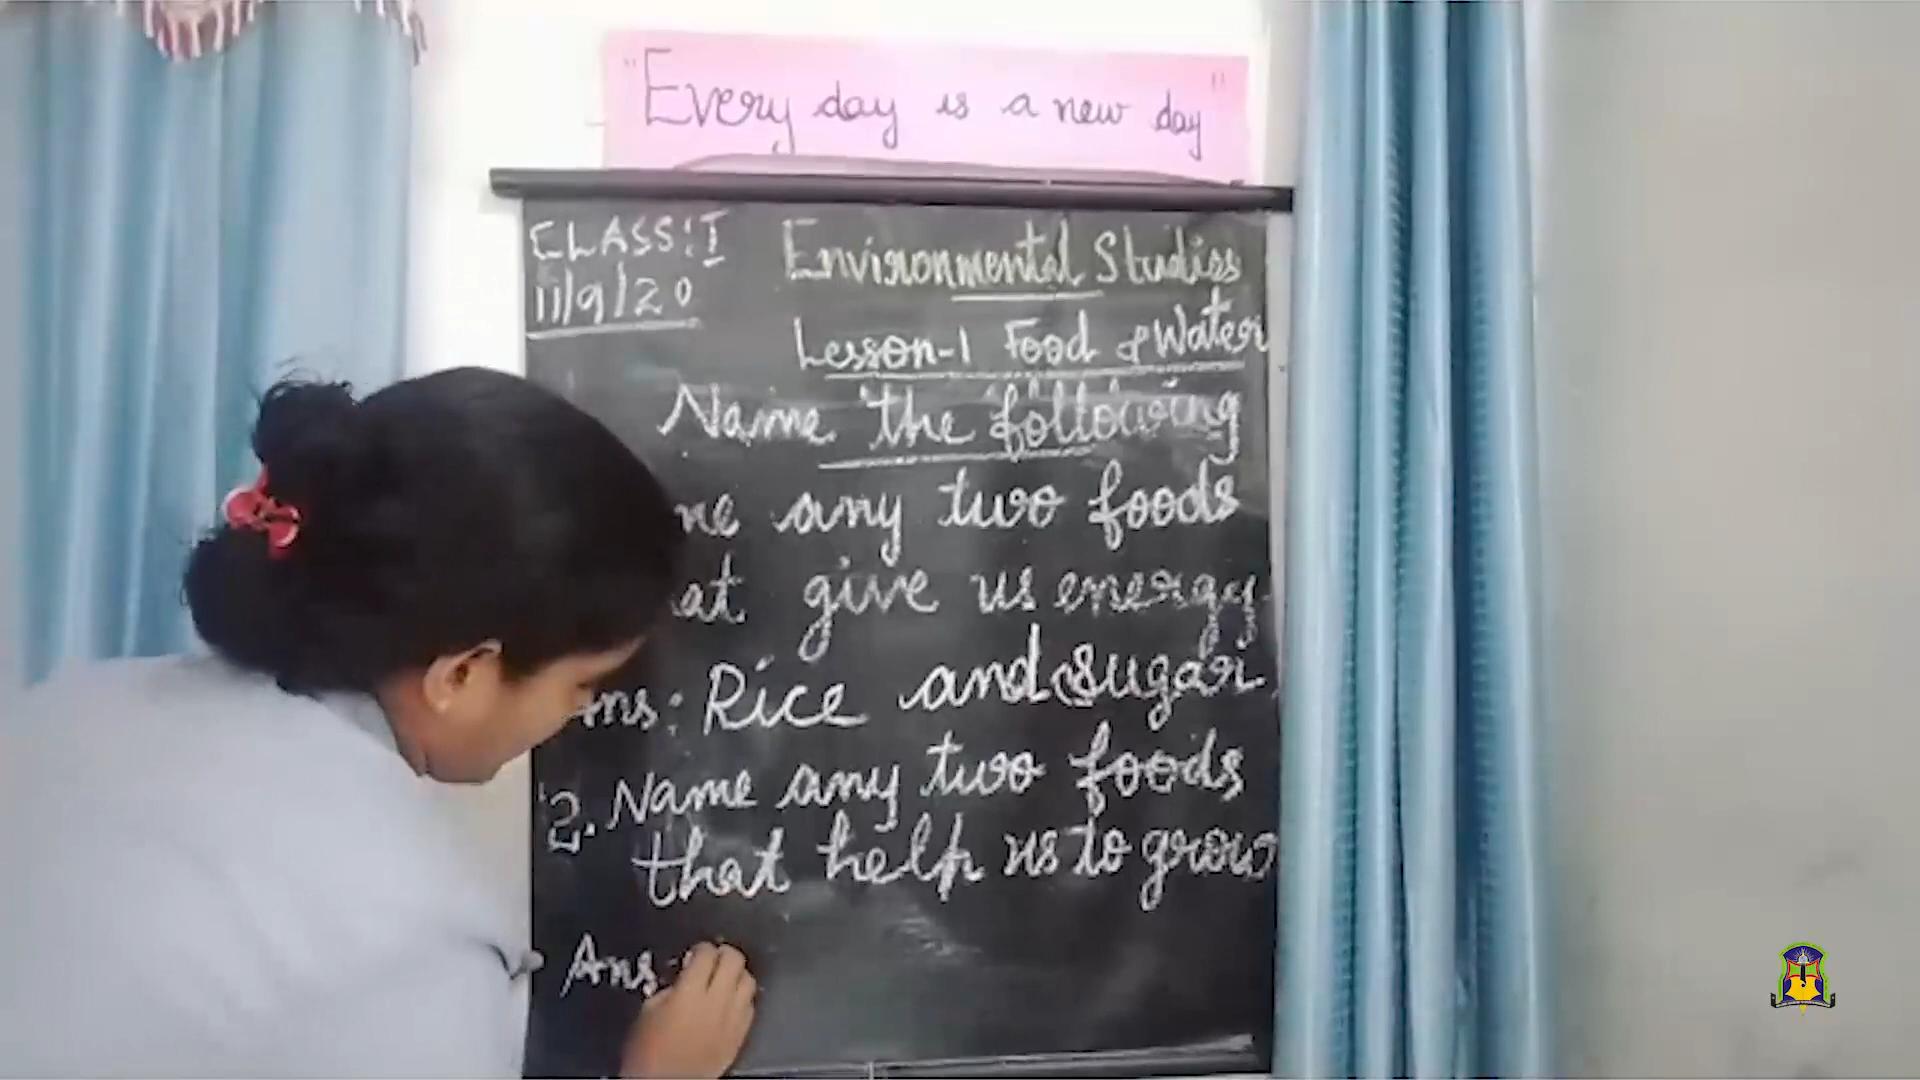 "Every day is a new day"
CLASS: I
11/9/20
Environmental Studies
Lesson-1 Food & Water
Name the following
any two foods
give us energy.
Ans: Rice and Sugar.
2. Name any two foods
that help us to grow
Ans: